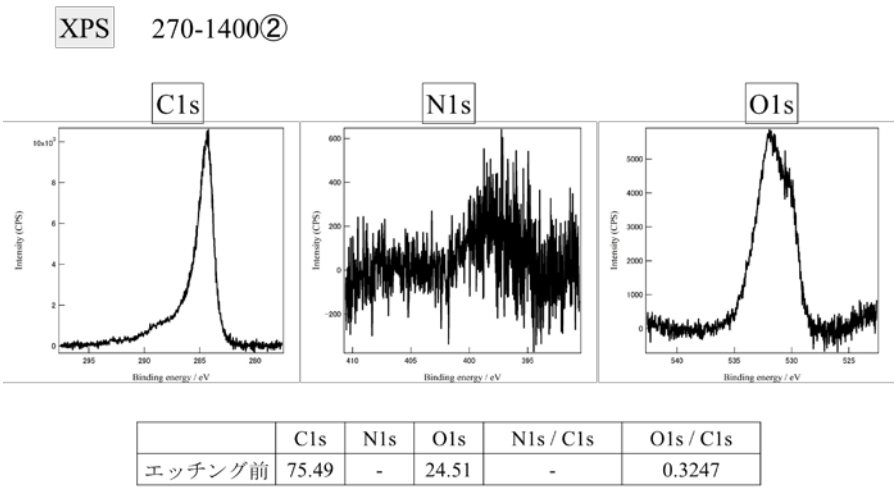 XPS 270-1400②
C1s N1s O1s
10x10³
8
6
4
2
0
Intensity (CPS)
295 290 285 280
Binding energy / eV
600
400
200
0
-200
Intensity (CPS)
410 405 400 395
Binding energy / eV
5000
4000
3000
2000
1000
0
Intensity (CPS)
540 535 530 525
Binding energy / eV
C1s N1s O1s N1s / C1s O1s / C1s
エッチング前 75.49 - 24.51 - 0.3247